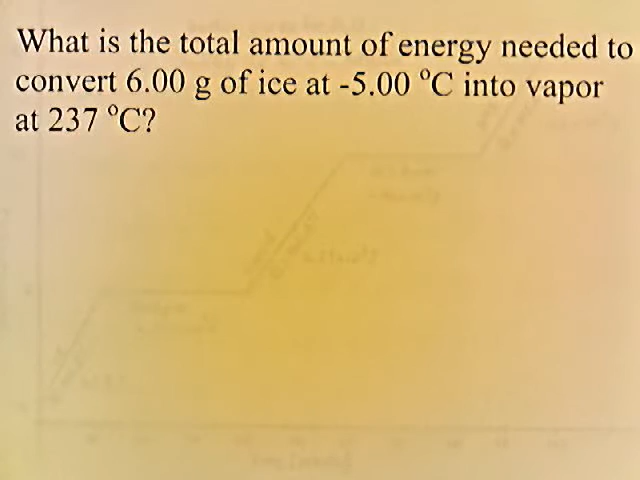 What is the total amount of energy needed to
convert 6.00 g of ice at -5.00 °C into vapor
at 237 °C?